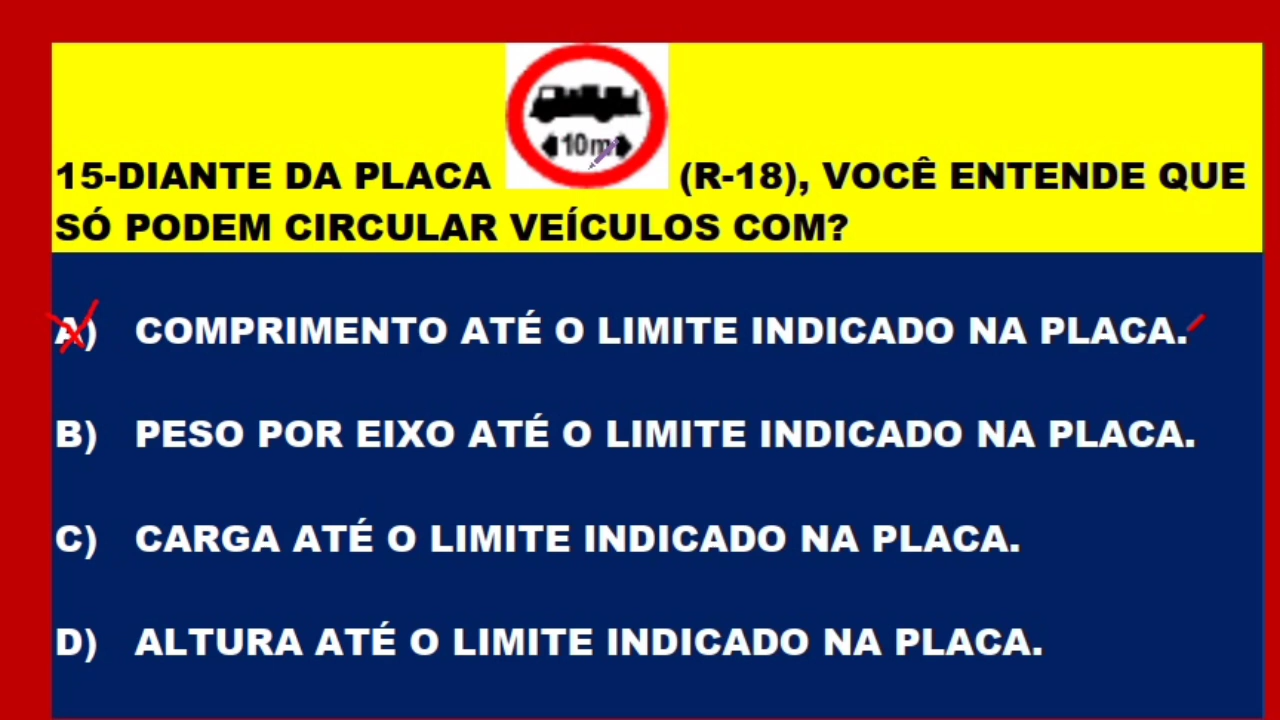 10m
15-DIANTE DA PLACA (R-18), VOCÊ ENTENDE QUE
SÓ PODEM CIRCULAR VEÍCULOS COM?
A) COMPRIMENTO ATÉ O LIMITE INDICADO NA PLACA.
B) PESO POR EIXO ATÉ O LIMITE INDICADO NA PLACA.
C) CARGA ATÉ O LIMITE INDICADO NA PLACA.
D) ALTURA ATÉ O LIMITE INDICADO NA PLACA.